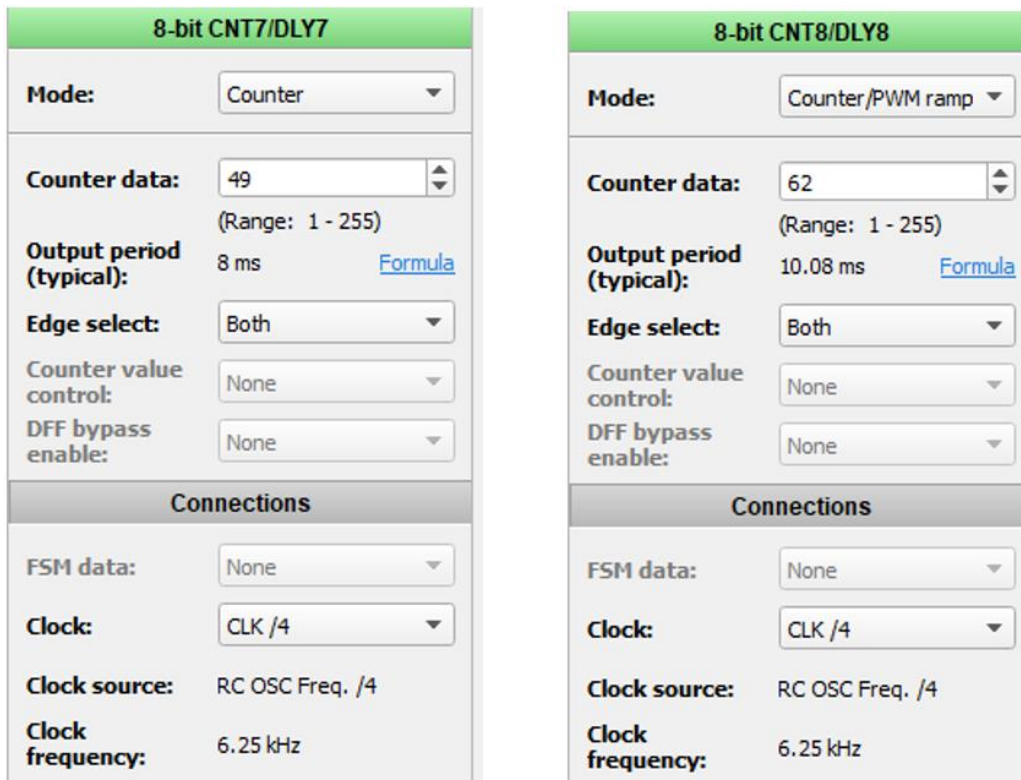 8-bit CNT7/DLY7
Mode: Counter
Counter data: 49
(Range: 1 - 255)
Output period
(typical): 8 ms Formula
Edge select: Both
Counter value
control: None
DFF bypass
enable: None
Connections
FSM data: None
Clock: CLK /4
Clock source: RC OSC Freq. /4
Clock
frequency: 6.25 kHz
8-bit CNT8/DLY8
Mode: Counter/PWM ramp
Counter data: 62
(Range: 1 - 255)
Output period
(typical): 10.08 ms Formula
Edge select: Both
Counter value
control: None
DFF bypass
enable: None
Connections
FSM data: None
Clock: CLK /4
Clock source: RC OSC Freq. /4
Clock
frequency: 6.25 kHz